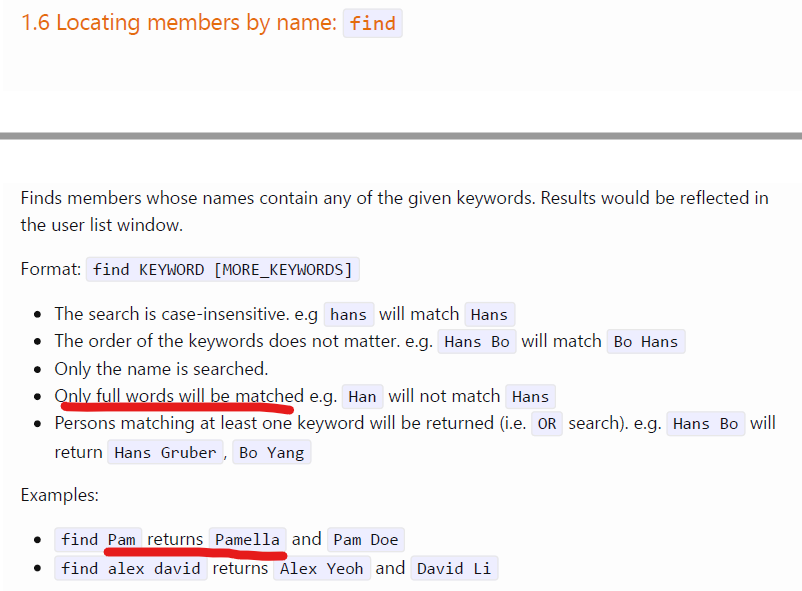 1.6 Locating members by name: find
Finds members whose names contain any of the given keywords. Results would be reflected in
the user list window.
Format: find KEYWORD [MORE_KEYWORDS]
• The search is case-insensitive. e.g hans will match Hans
• The order of the keywords does not matter. e.g. Hans Bo will match Bo Hans
• Only the name is searched.
• Only full words will be matched e.g. Han will not match Hans
• Persons matching at least one keyword will be returned (i.e. OR search). e.g. Hans Bo will
return Hans Gruber , Bo Yang
Examples:
• find Pam returns Pamella and Pam Doe
• find alex david returns Alex Yeoh and David Li